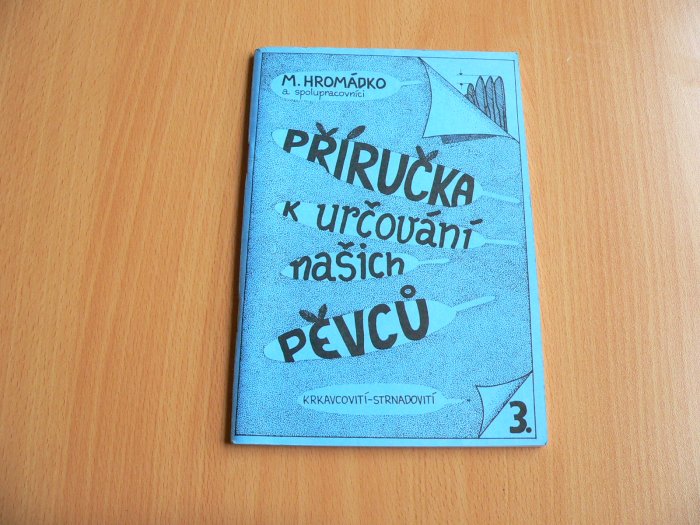 M. HROMÁDKO
a spolupracovníci
PŘÍRUČKA
K určování
našich
PĚVCŮ
KRKAVCOVITÍ-STRNADOVITÍ
3.